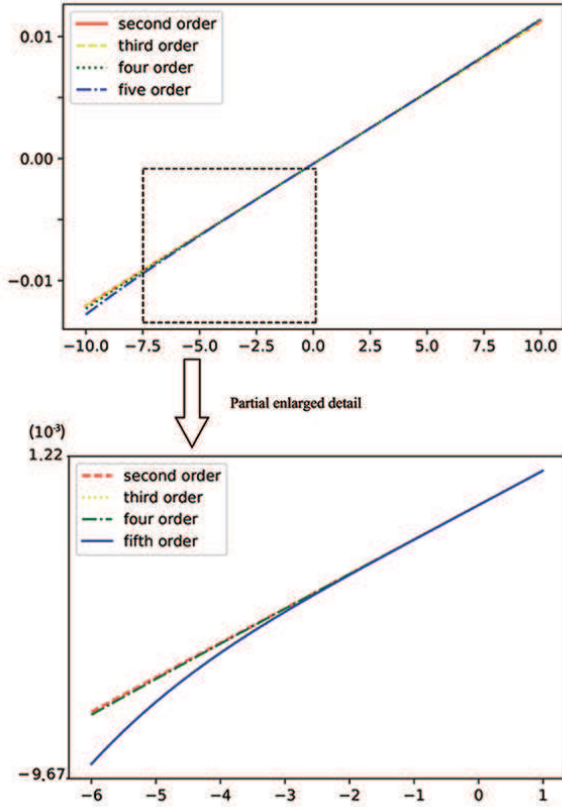 0.01
0.00
−0.01
second order
third order
four order
five order
−10.0 −7.5 −5.0 −2.5 0.0 2.5 5.0 7.5 10.0
Partial enlarged detail
(10⁻³)
1.22
−9.67
second order
third order
four order
fifth order
−6 −5 −4 −3 −2 −1 0 1